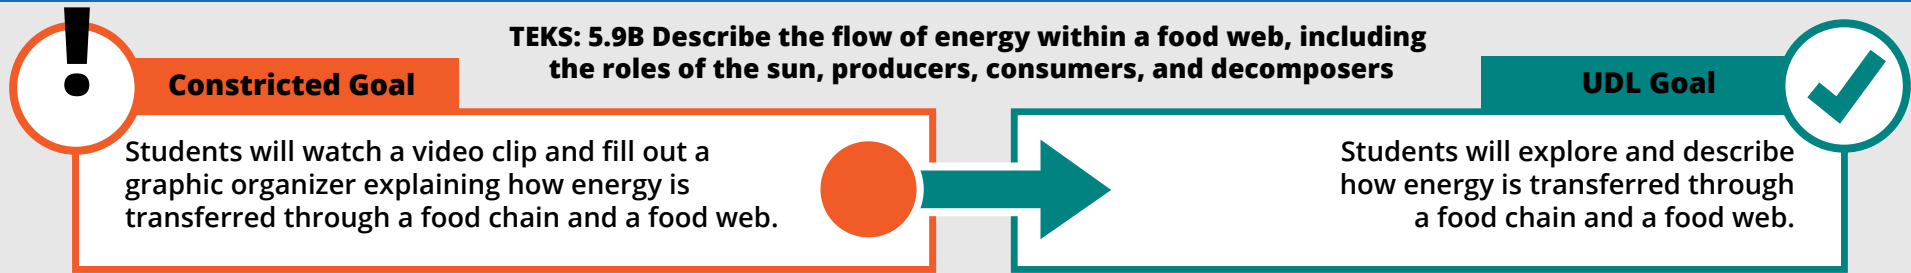 !
TEKS: 5.9B Describe the flow of energy within a food web, including
the roles of the sun, producers, consumers, and decomposers
Constricted Goal
Students will watch a video clip and fill out a
graphic organizer explaining how energy is
transferred through a food chain and a food web.
UDL Goal
Students will explore and describe
how energy is transferred through
a food chain and a food web.